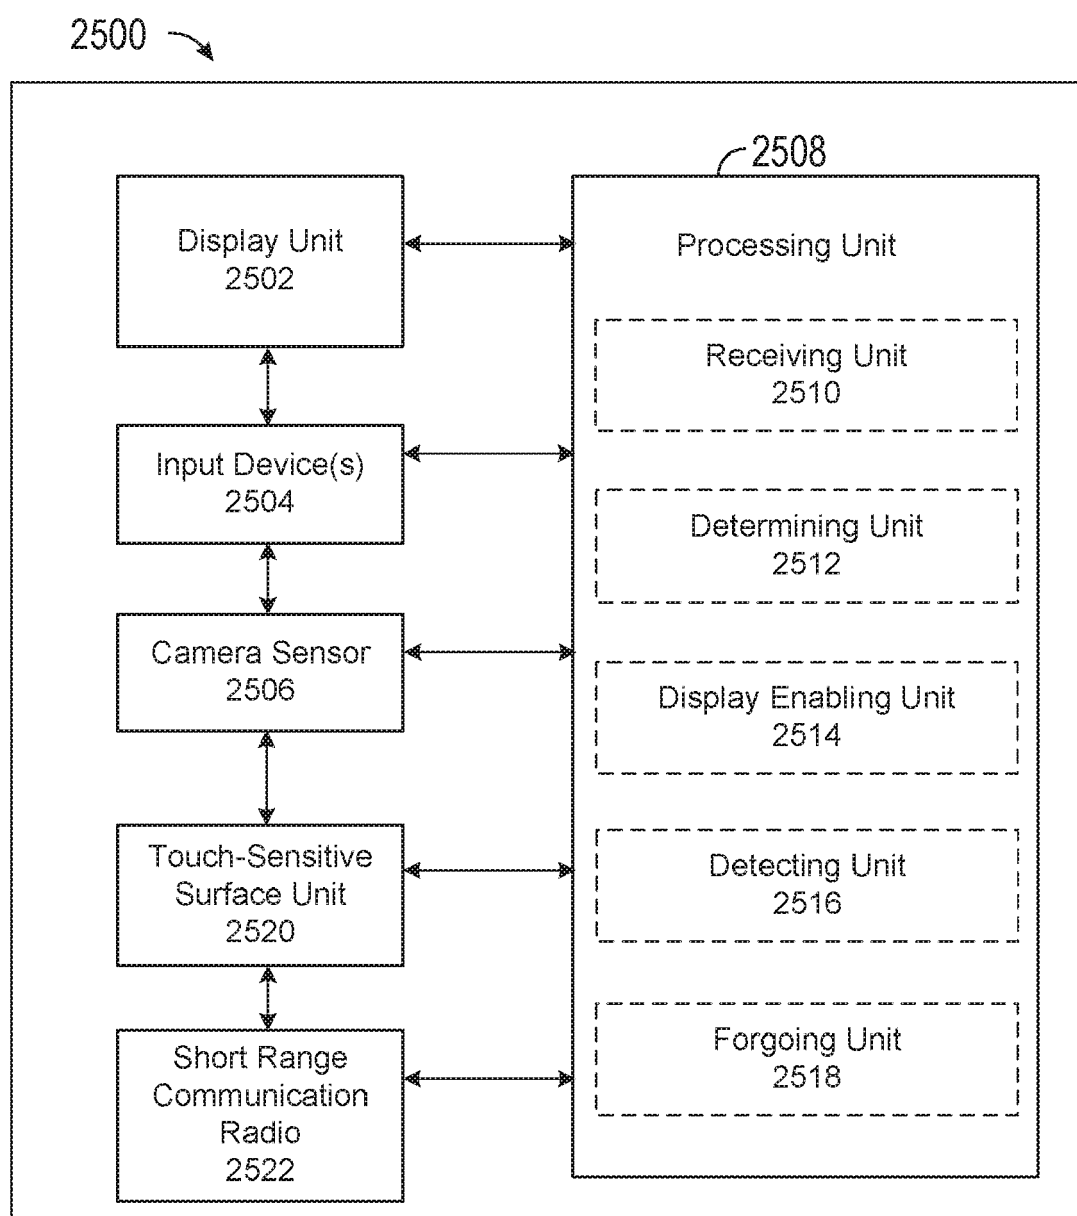 2500
2508
Display Unit
2502
Input Device(s)
2504
Camera Sensor
2506
Touch-Sensitive
Surface Unit
2520
Short Range
Communication
Radio
2522
Processing Unit
Receiving Unit
2510
Determining Unit
2512
Display Enabling Unit
2514
Detecting Unit
2516
Forgoing Unit
2518